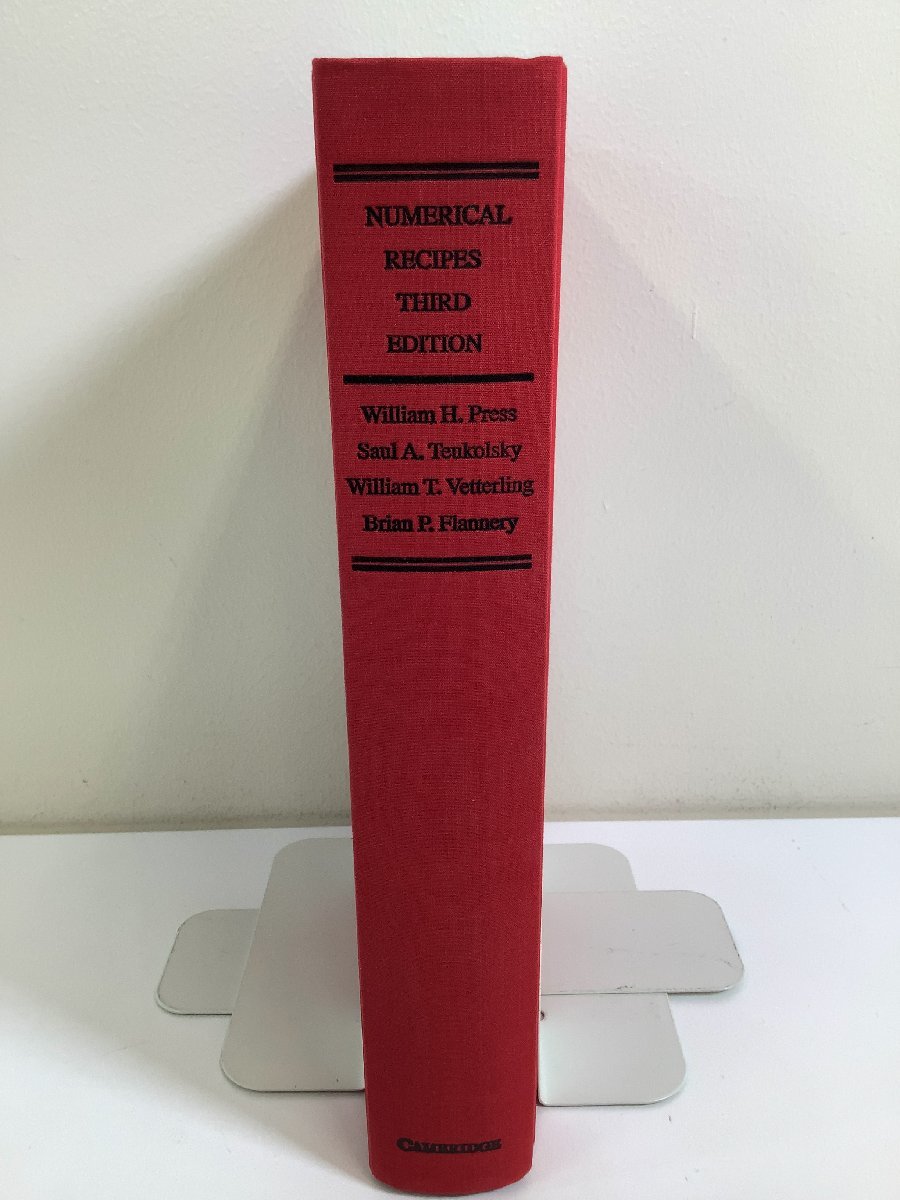 NUMERICAL
RECIPES
THIRD
EDITION
William H. Press
Saul A. Teukolsky
William T. Vetterling
Brian P. Flannery
CAMBRIDGE